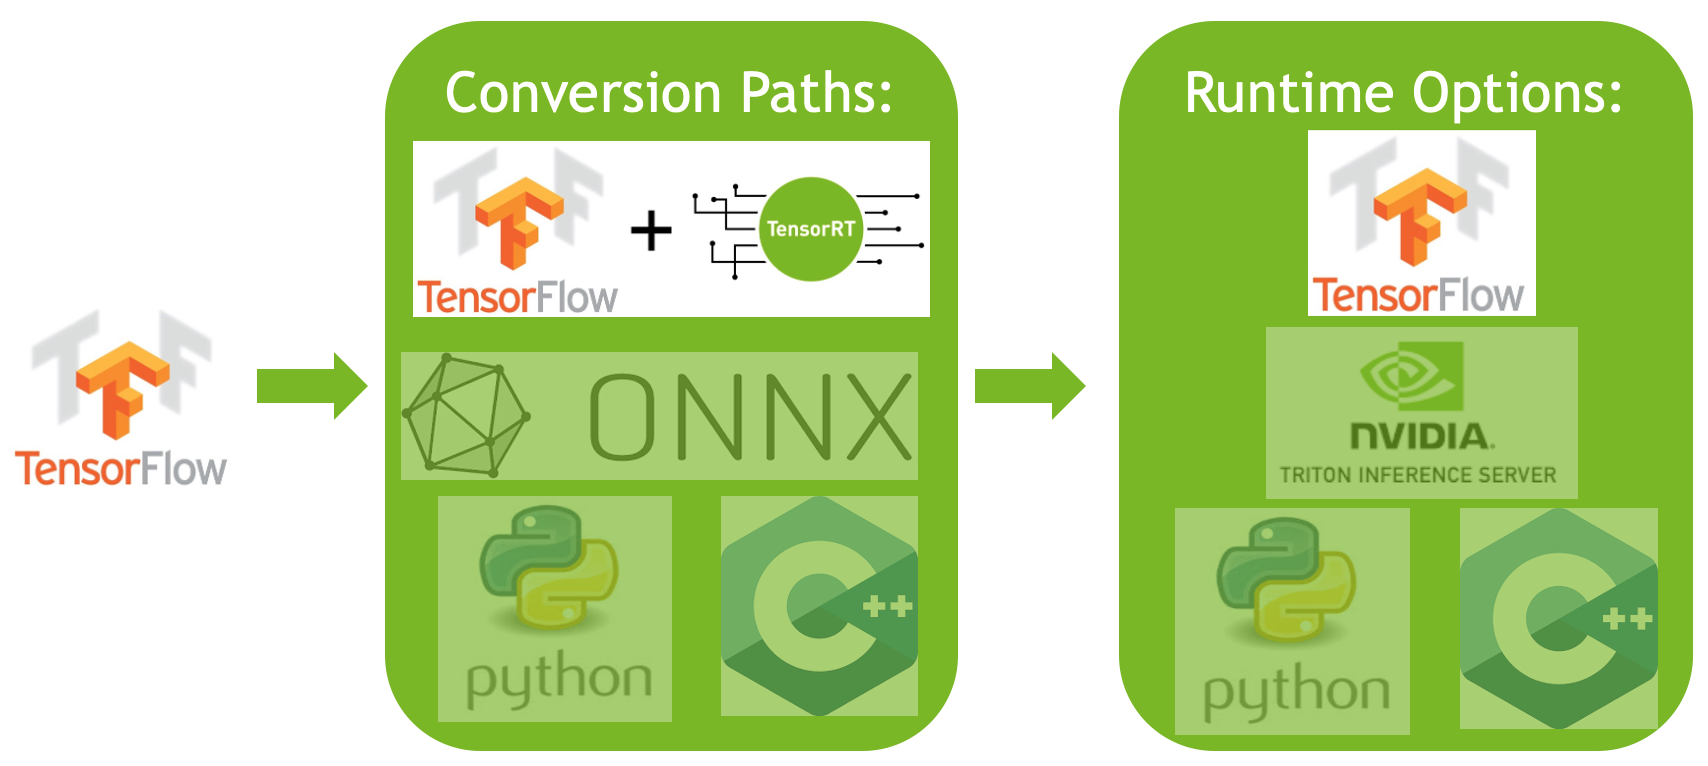 TensorFlow
Conversion Paths:
TensorFlow
+
TensorRT
ONNX
python
C++
Runtime Options:
TensorFlow
NVIDIA.
TRITON INFERENCE SERVER
python
C++